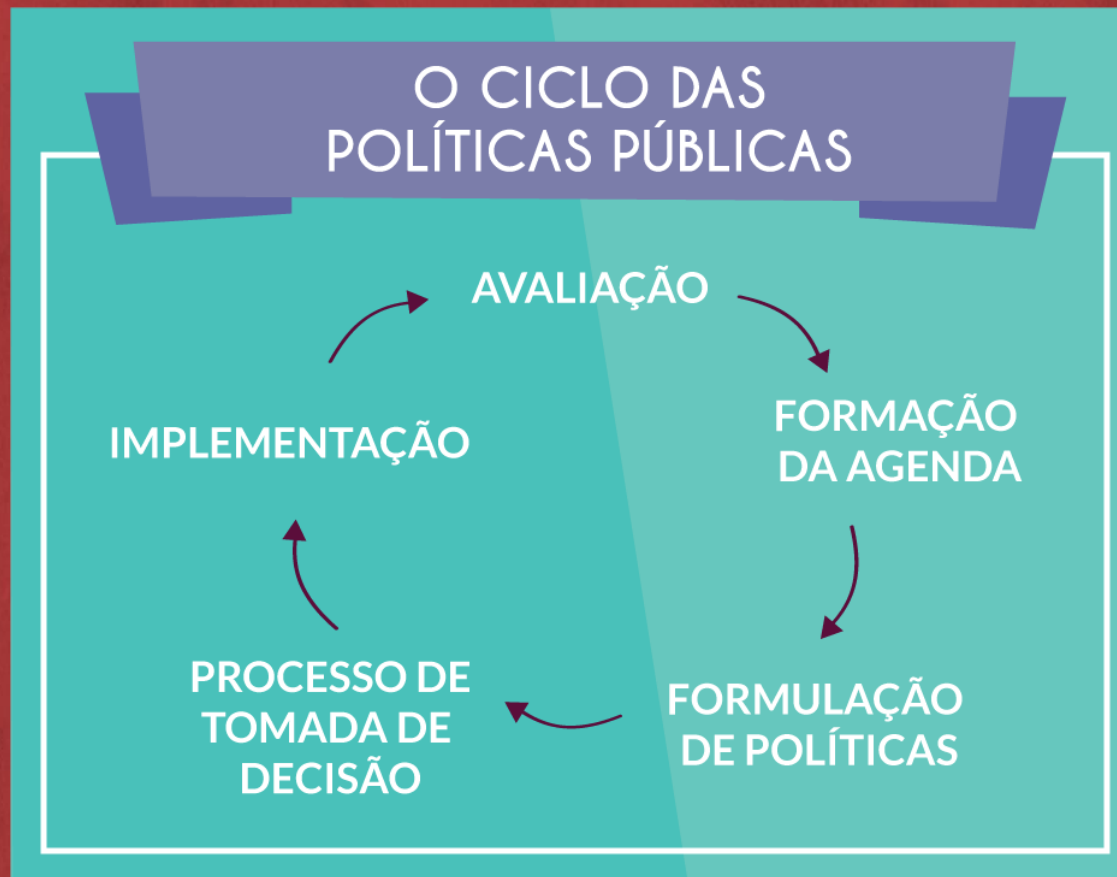 O CICLO DAS
POLÍTICAS PÚBLICAS
AVALIAÇÃO
FORMAÇÃO
DA AGENDA
FORMULAÇÃO
DE POLÍTICAS
PROCESSO DE
TOMADA DE
DECISÃO
IMPLEMENTAÇÃO